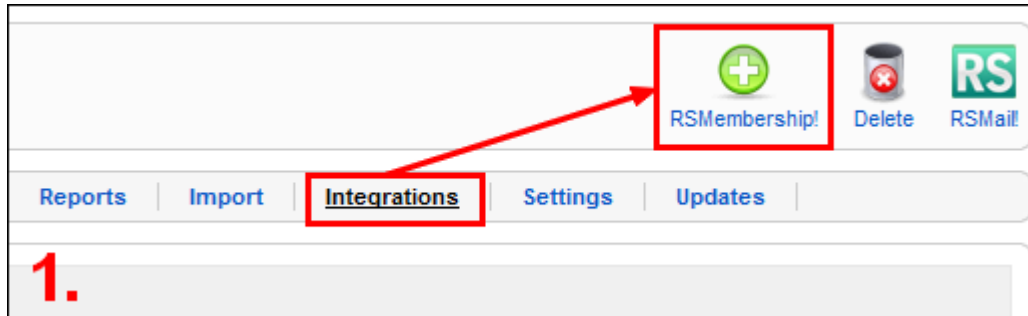 RS
RSMembership! Delete RSMail!
Reports Import Integrations Settings Updates
1.